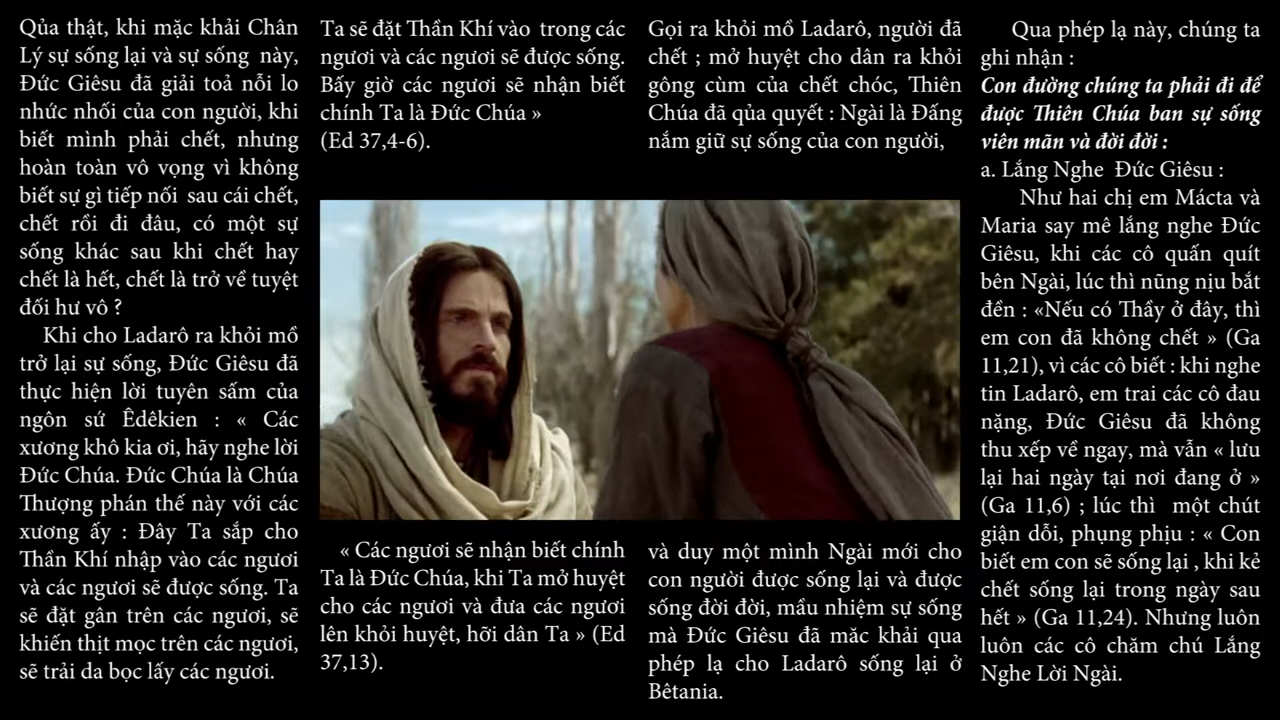 Qủa thật, khi mặc khải Chân
Lý sự sống lại và sự sống này,
Đức Giêsu đã giải toả nỗi lo
nhức nhối của con người, khi
biết mình phải chết, nhưng
hoàn toàn vô vọng vì không
biết sự gì tiếp nối sau cái chết,
chết rồi đi đâu, có một sự
sống khác sau khi chết hay
chết là hết, chết là trở về tuyệt
đối hư vô ?
Khi cho Ladarô ra khỏi mồ
trở lại sự sống, Đức Giêsu đã
thực hiện lời tuyên sấm của
ngôn sứ Êdêkien : « Các
xương khô kia ơi, hãy nghe lời
Đức Chúa. Đức Chúa là Chúa
Thượng phán thế này với các
xương ấy : Đây Ta sắp cho
Thần Khí nhập vào các ngươi
và các ngươi sẽ được sống. Ta
sẽ đặt gân trên các ngươi, sẽ
khiến thịt mọc trên các ngươi,
sẽ trải da bọc lấy các ngươi.
Ta sẽ đặt Thần Khí vào trong các
ngươi và các ngươi sẽ được sống.
Bấy giờ các ngươi sẽ nhận biết
chính Ta là Đức Chúa »
(Ed 37,4-6).
« Các ngươi sẽ nhận biết chính
Ta là Đức Chúa, khi Ta mở huyệt
cho các ngươi và đưa các ngươi
lên khỏi huyệt, hỡi dân Ta » (Ed
37,13).
Gọi ra khỏi mồ Ladarô, người đã
chết ; mở huyệt cho dân ra khỏi
gông cùm của chết chóc, Thiên
Chúa đã qủa quyết : Ngài là Đấng
nắm giữ sự sống của con người,
và duy một mình Ngài mới cho
con người được sống lại và được
sống đời đời, mầu nhiệm sự sống
mà Đức Giêsu đã măc khải qua
phép lạ cho Ladarô sống lại ở
Bêtania.
Qua phép lạ này, chúng ta
ghi nhận :
Con đường chúng ta phải đi để
được Thiên Chúa ban sự sống
viên mãn và đời đời :
a. Lắng Nghe Đức Giêsu :
Như hai chị em Mácta và
Maria say mê lắng nghe Đức
Giêsu, khi các cô quấn quít
bên Ngài, lúc thì nũng nịu bắt
đền : «Nếu có Thầy ở đây, thì
em con đã không chết » (Ga
11,21), vì các cô biết : khi nghe
tin Ladarô, em trai các cô đau
nặng, Đức Giêsu đã không
thu xếp về ngay, mà vẫn « lưu
lại hai ngày tại nơi đang ở »
(Ga 11,6) ; lúc thì một chút
giận dỗi, phụng phịu : « Con
biết em con sẽ sống lại , khi kẻ
chết sống lại trong ngày sau
hết » (Ga 11,24). Nhưng luôn
luôn các cô chăm chú Lắng
Nghe Lời Ngài.